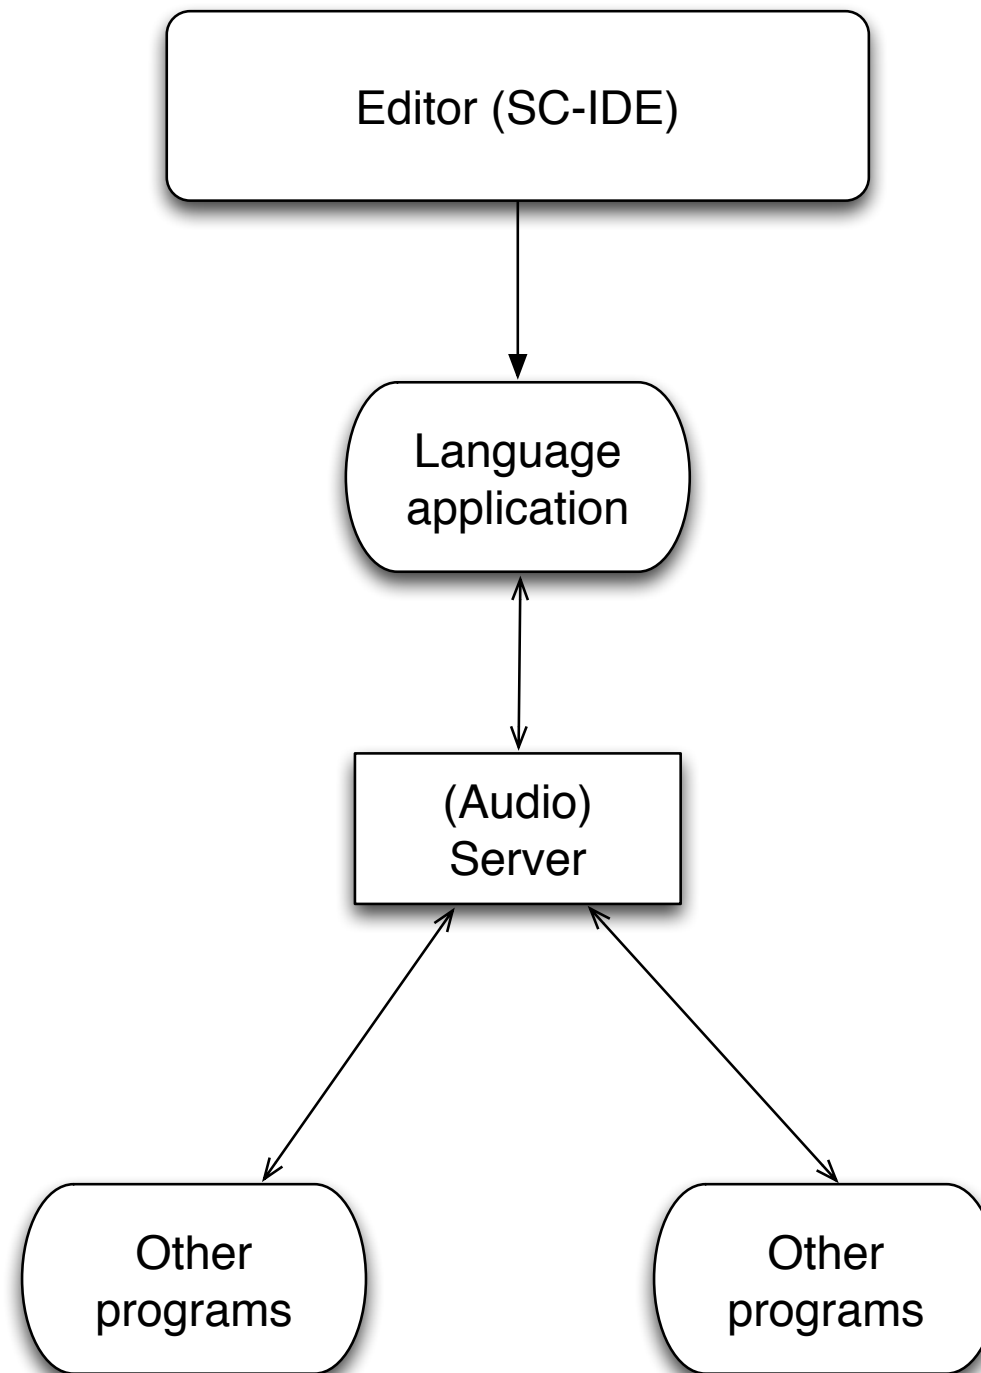 Editor (SC-IDE)
Language
application
(Audio)
Server
Other
programs
Other
programs